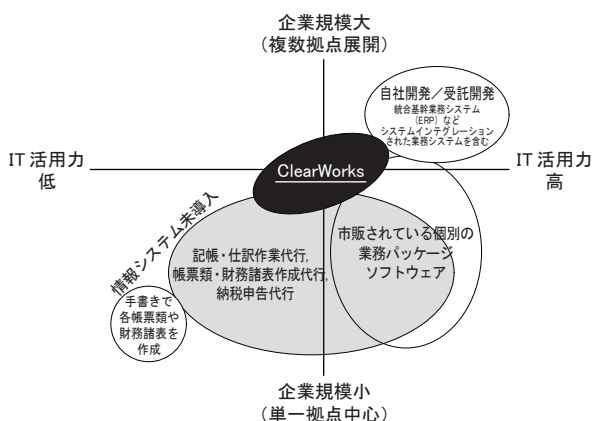 企業規模大
（複数拠点展開）
自社開発／受託開発
統合基幹業務システム
（ERP）など
システムインテグレーション
された業務システムを含む
IT 活用力
低
ClearWorks
IT 活用力
高
情報システム未導入
記帳・仕訳作業代行,
帳票類・財務諸表作成代行,
納税申告代行
市販されている個別の
業務パッケージ
ソフトウェア
手書きで
各帳票類や
財務諸表を
作成
企業規模小
（単一拠点中心）